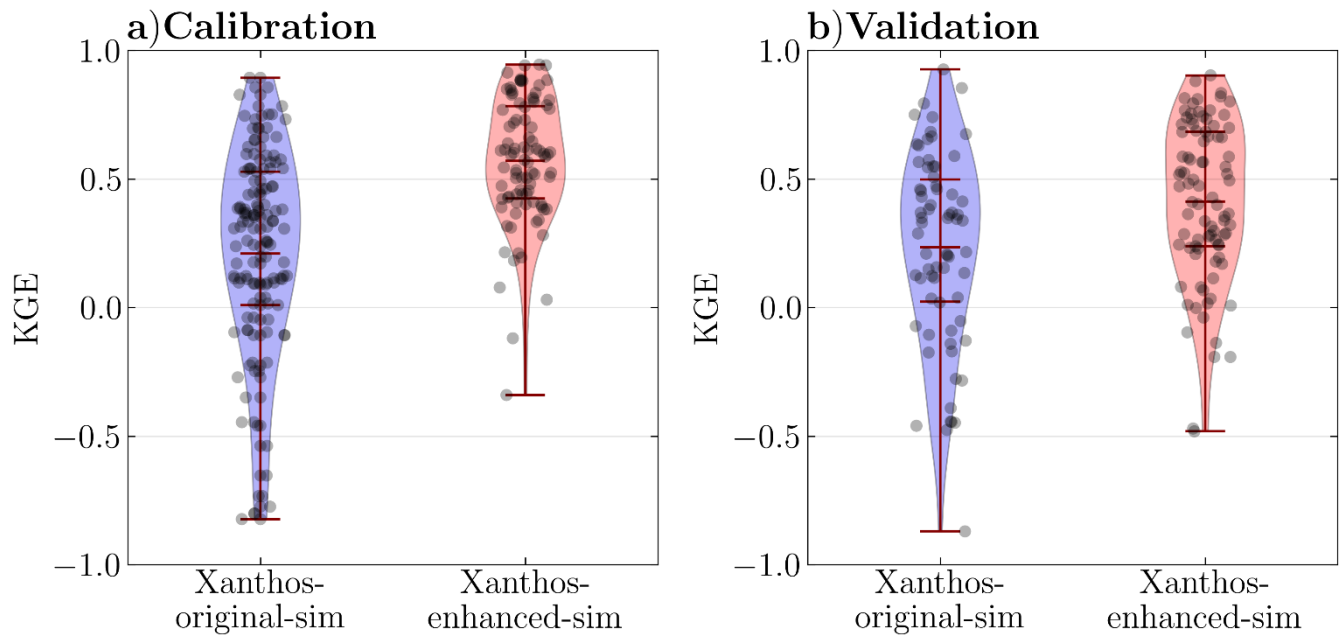 a)Calibration
1.0
0.5
0.0
−0.5
−1.0
KGE
Xanthos-
original-sim
Xanthos-
enhanced-sim
b)Validation
1.0
0.5
0.0
−0.5
−1.0
KGE
Xanthos-
original-sim
Xanthos-
enhanced-sim